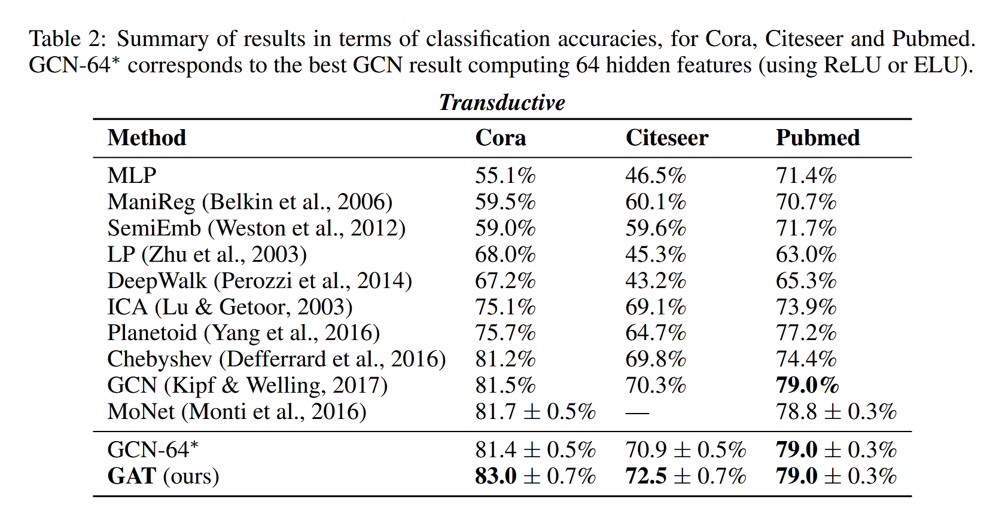 Table 2: Summary of results in terms of classification accuracies, for Cora, Citeseer and Pubmed.
GCN-64* corresponds to the best GCN result computing 64 hidden features (using ReLU or ELU).
Transductive
Method Cora Citeseer Pubmed
MLP 55.1% 46.5% 71.4%
ManiReg (Belkin et al., 2006) 59.5% 60.1% 70.7%
SemiEmb (Weston et al., 2012) 59.0% 59.6% 71.7%
LP (Zhu et al., 2003) 68.0% 45.3% 63.0%
DeepWalk (Perozzi et al., 2014) 67.2% 43.2% 65.3%
ICA (Lu & Getoor, 2003) 75.1% 69.1% 73.9%
Planetoid (Yang et al., 2016) 75.7% 64.7% 77.2%
Chebyshev (Defferrard et al., 2016) 81.2% 69.8% 74.4%
GCN (Kipf & Welling, 2017) 81.5% 70.3% 79.0%
MoNet (Monti et al., 2016) 81.7 ± 0.5% — 78.8 ± 0.3%
GCN-64* 81.4 ± 0.5% 70.9 ± 0.5% 79.0 ± 0.3%
GAT (ours) 83.0 ± 0.7% 72.5 ± 0.7% 79.0 ± 0.3%